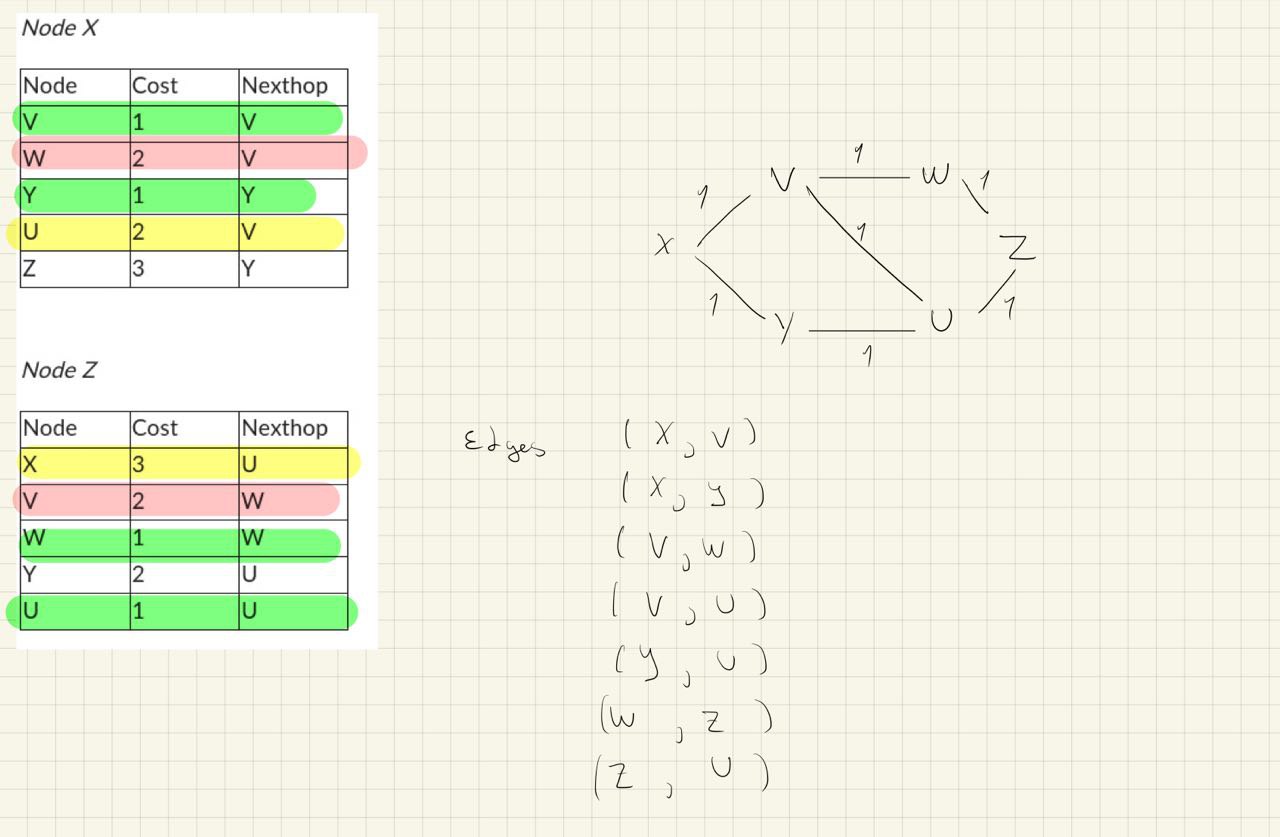 Node X
Node Cost Nexthop
V 1 V
W 2 V
Y 1 Y
U 2 V
Z 3 Y
Node Z
Node Cost Nexthop
X 3 U
V 2 W
W 1 W
Y 2 U
U 1 U
1
V W 1
1
1
X Z
1 1
Y U
1
Edges (X, V)
(X, y)
(V, W)
(V, U)
(y, U)
(W, Z)
(Z, U)